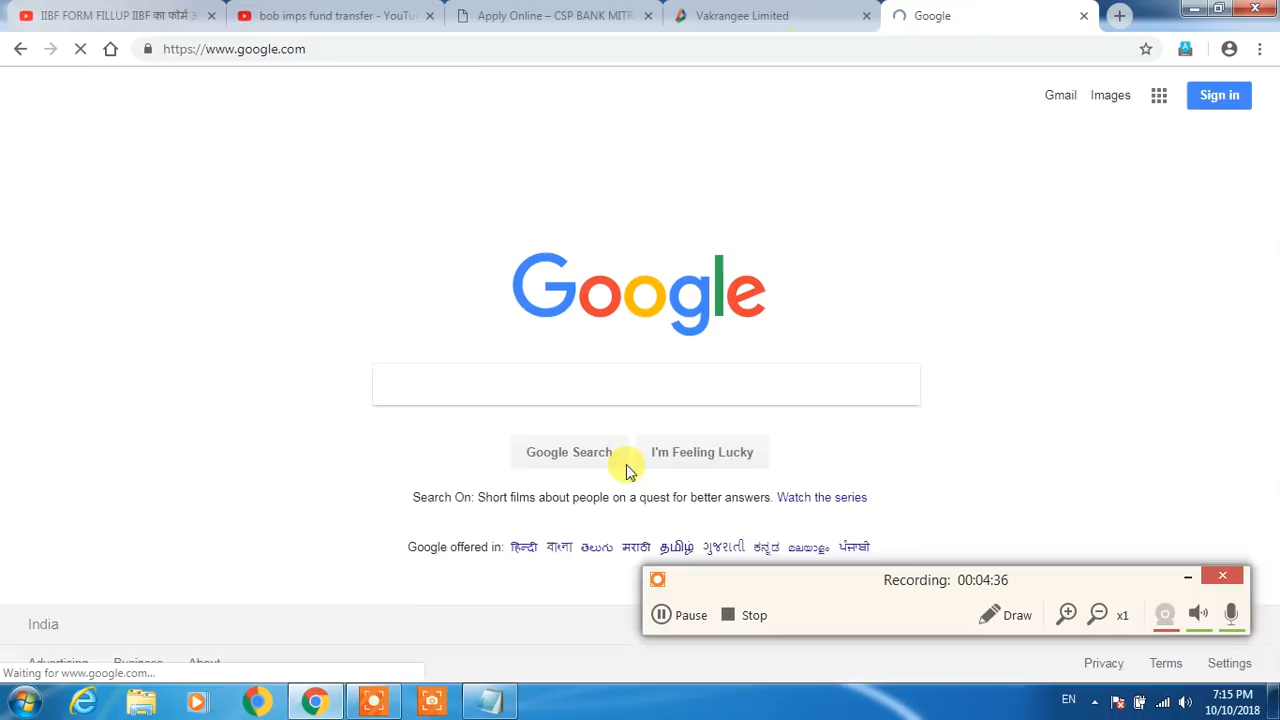 IIBF FORM FILLUP IIBF का फॉर्म
bob imps fund transfer - YouTu
Apply Online – CSP BANK MITR
Vakrangee Limited
Google
https://www.google.com
Gmail Images Sign in
Google
Google Search I'm Feeling Lucky
Search On: Short films about people on a quest for better answers. Watch the series
Google offered in: हिन्दी বাংলা తెలుగు मराठी தமிழ் ગુજરાતી ಕನ್ನಡ മലയാളം ਪੰਜਾਬੀ
Recording: 00:04:36
Pause Stop Draw x1
India
Advertising Business About
Privacy Terms Settings
Waiting for www.google.com...
EN
7:15 PM
10/10/2018